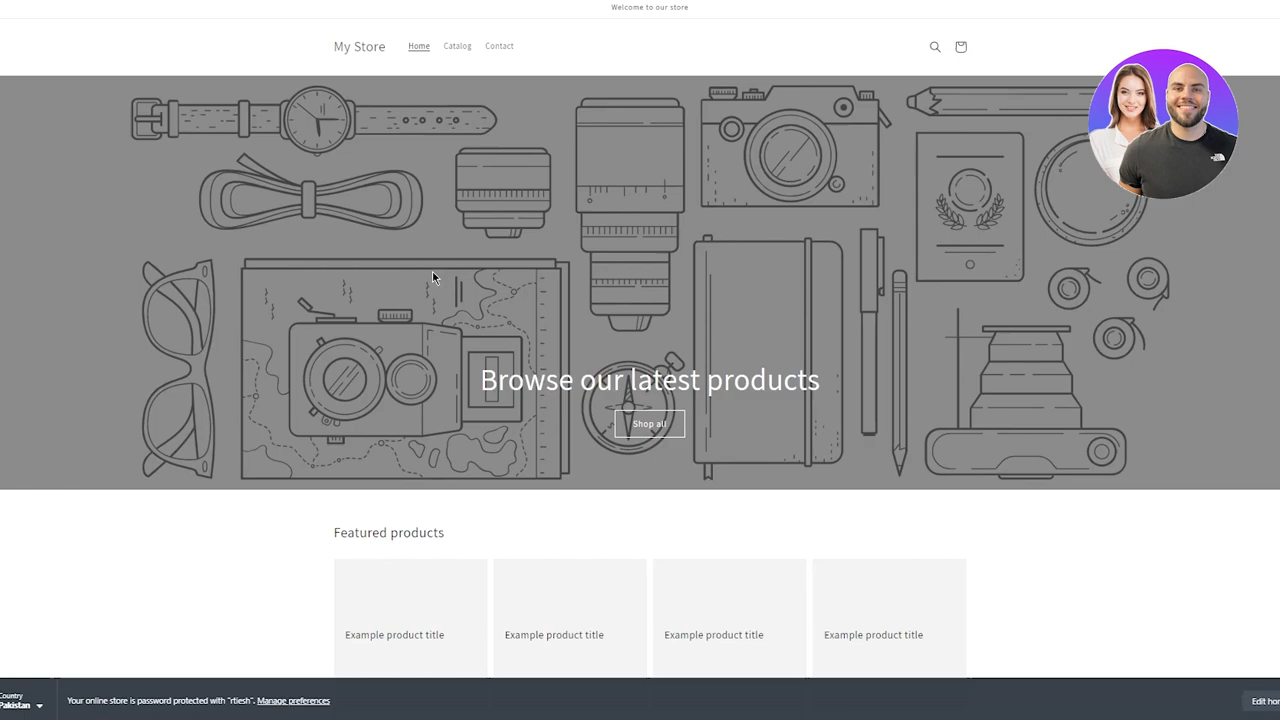 Welcome to our store
My Store
Home Catalog Contact
Browse our latest products
Shop all
Featured products
Example product title Example product title Example product title Example product title
Country
Pakistan
Your online store is password protected with "rtiesh". Manage preferences
Edit